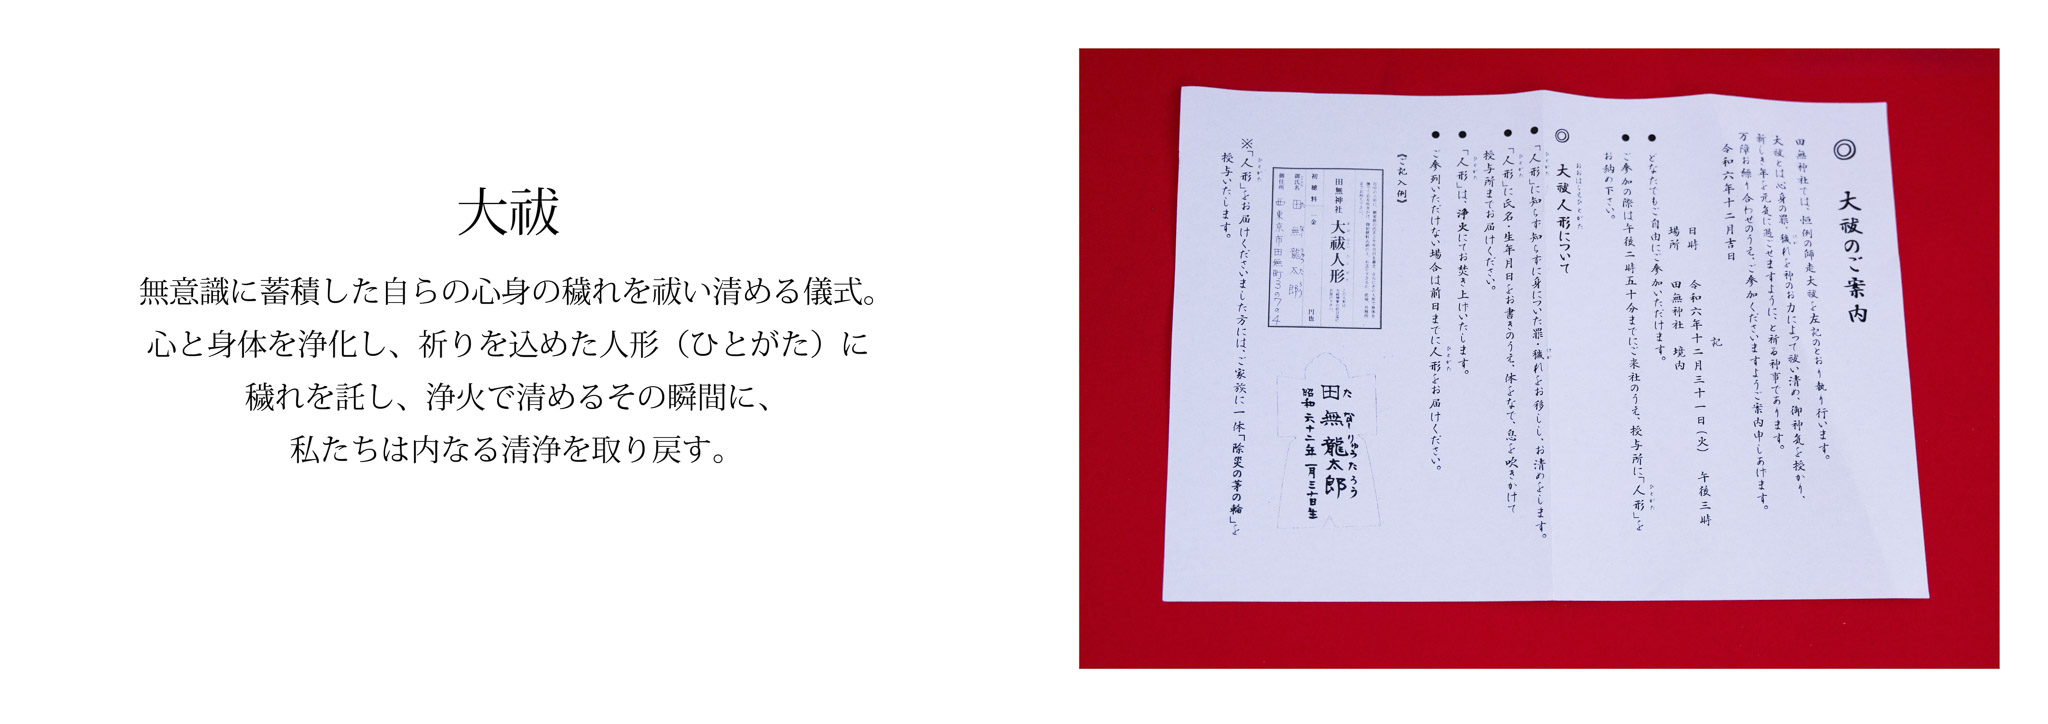 大祓
無意識に蓄積した自らの心身の穢れを祓い清める儀式。
心と身体を浄化し、祈りを込めた人形（ひとがた）に
穢れを託し、浄火で清めるその瞬間に、
私たちは内なる清浄を取り戻す。
◎ 大祓のご案内
田無神社では、恒例の師走大祓を左記のとおり執り行います。
大祓とは心身の罪、穢れを神のお力によって祓い清め、御神気を授かり、
新しき年を元気に過ごせますように、と祈る神事であります。
万障お繰り合わせのうえ、ご参加くださいますようご案内申しあげます。
令和六年十二月吉日
記
日時 令和六年十二月三十一日（火） 午後三時
場所 田無神社 境内
● どなたでもご自由にご参加いただけます。
● ご参加の際は午後二時五十分までにご来社のうえ、授与所に「人形」を
お納め下さい。
◎ 大祓人形について
● 「人形」に知らず知らずに身についた罪・穢れをお移しし、お清めをします。
● 「人形」に氏名・生年月日をお書きのうえ、体をなで、息を吹きかけて
授与所までお届けください。
● 「人形」は、浄火にてお焚き上げいたします。
● ご参列いただけない場合は前日までに人形をお届けください。
《ご記入例》
田無神社 大祓人形
初穂料 一金 円也
御氏名 田無龍太郎
御住所 西東京市田無町3の7の4
たなしりゅうたろう
田無龍太郎
昭和六十二年一月三十日生
※「人形」をお届けくださいました方には、ご家族に一体「除災の茅の輪」を
授与いたします。